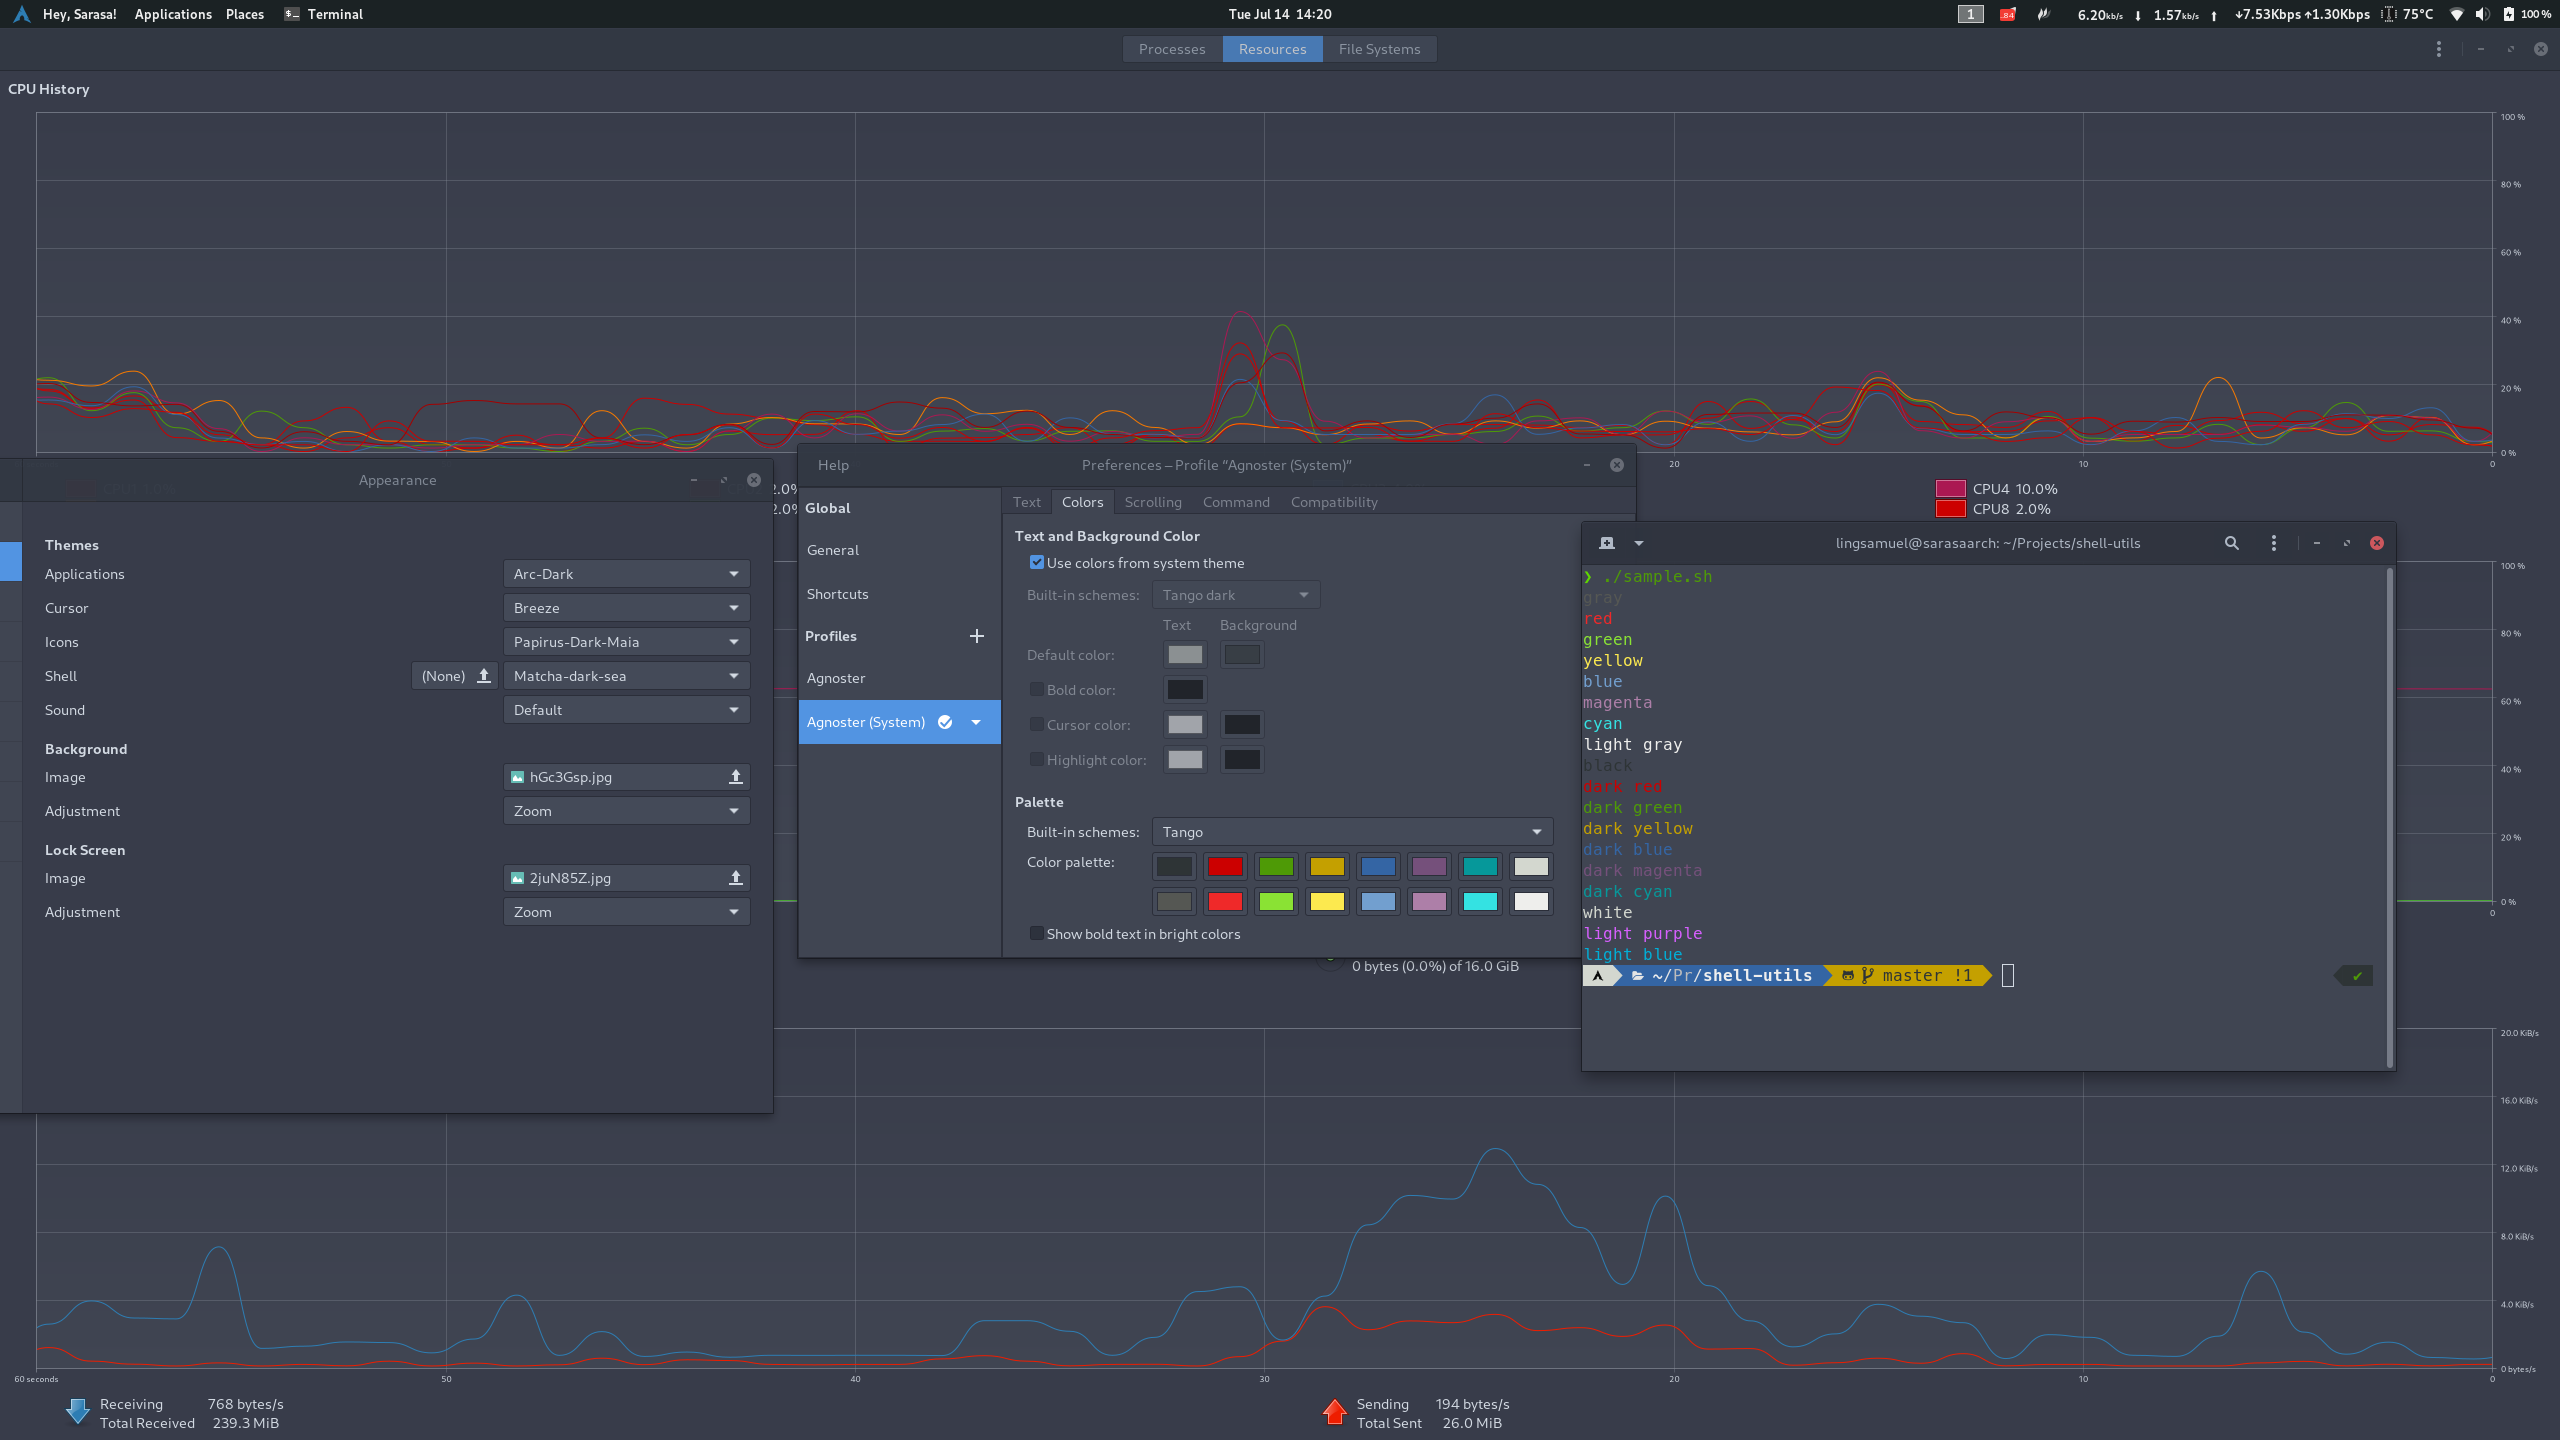 Hey, Sarasa! Applications Places Terminal Tue Jul 14 14:20 1 .84 6.20kb/s ↓ 1.57kb/s ↑ ↓7.53Kbps ↑1.30Kbps 75°C 100 %
Processes Resources File Systems
CPU History
100 %
80 %
60 %
40 %
20 %
0 %
20 10 0
2.0%
2.0%
CPU4 10.0%
CPU8 2.0%
Appearance
Themes
Applications Arc-Dark
Cursor Breeze
Icons Papirus-Dark-Maia
Shell (None) Matcha-dark-sea
Sound Default
Background
Image hGc3Gsp.jpg
Adjustment Zoom
Lock Screen
Image 2juN85Z.jpg
Adjustment Zoom
Help Preferences – Profile “Agnoster (System)”
Global
General
Shortcuts
Profiles
Agnoster
Agnoster (System)
Text Colors Scrolling Command Compatibility
Text and Background Color
Use colors from system theme
Built-in schemes: Tango dark
Text Background
Default color:
Bold color:
Cursor color:
Highlight color:
Palette
Built-in schemes: Tango
Color palette:
Show bold text in bright colors
0 bytes (0.0%) of 16.0 GiB
lingsamuel@sarasaarch: ~/Projects/shell-utils
❯ ./sample.sh
gray
red
green
yellow
blue
magenta
cyan
light gray
black
dark red
dark green
dark yellow
dark blue
dark magenta
dark cyan
white
light purple
light blue
~/Pr/shell-utils master !1 ✔
100 %
80 %
60 %
40 %
20 %
0 %
0
20.0 KiB/s
16.0 KiB/s
12.0 KiB/s
8.0 KiB/s
4.0 KiB/s
0 bytes/s
60 seconds 50 40 30 20 10 0
Receiving 768 bytes/s
Total Received 239.3 MiB
Sending 194 bytes/s
Total Sent 26.0 MiB